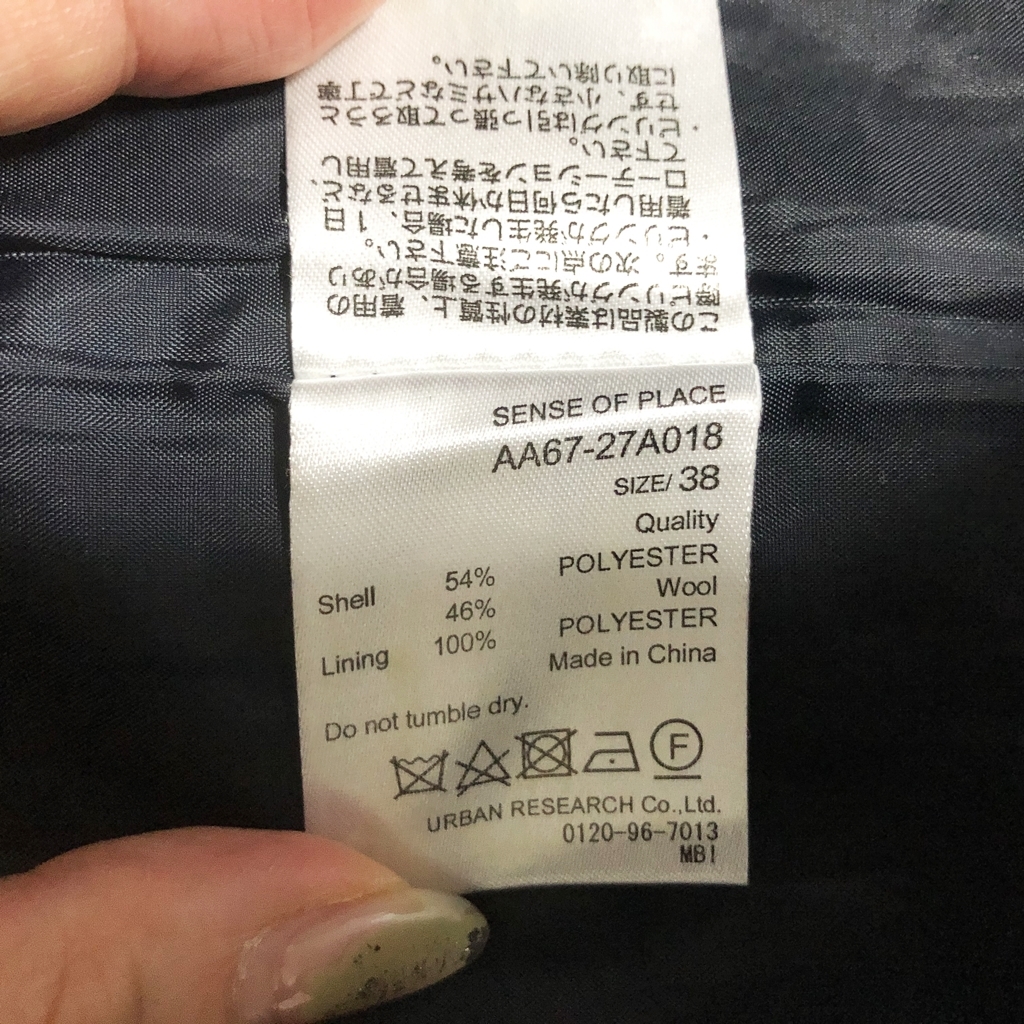 この製品は素材の性質上、着用の
際ピリングが発生する場合があり
ます。次の点にご注意下さい。
・ピリングが発生した場合、1日
着用したら何日か休ませるなど、
ローテーションを考えて着用し
て下さい。
・ピリングは引っ張って取ろうと
せず、小さなハサミなどで丁寧
に取り除いて下さい。
SENSE OF PLACE
AA67-27A018
SIZE/ 38
Quality
Shell 54% POLYESTER
46% Wool
Lining 100% POLYESTER
Made in China
Do not tumble dry.
F
URBAN RESEARCH Co.,Ltd.
0120-96-7013
MBI